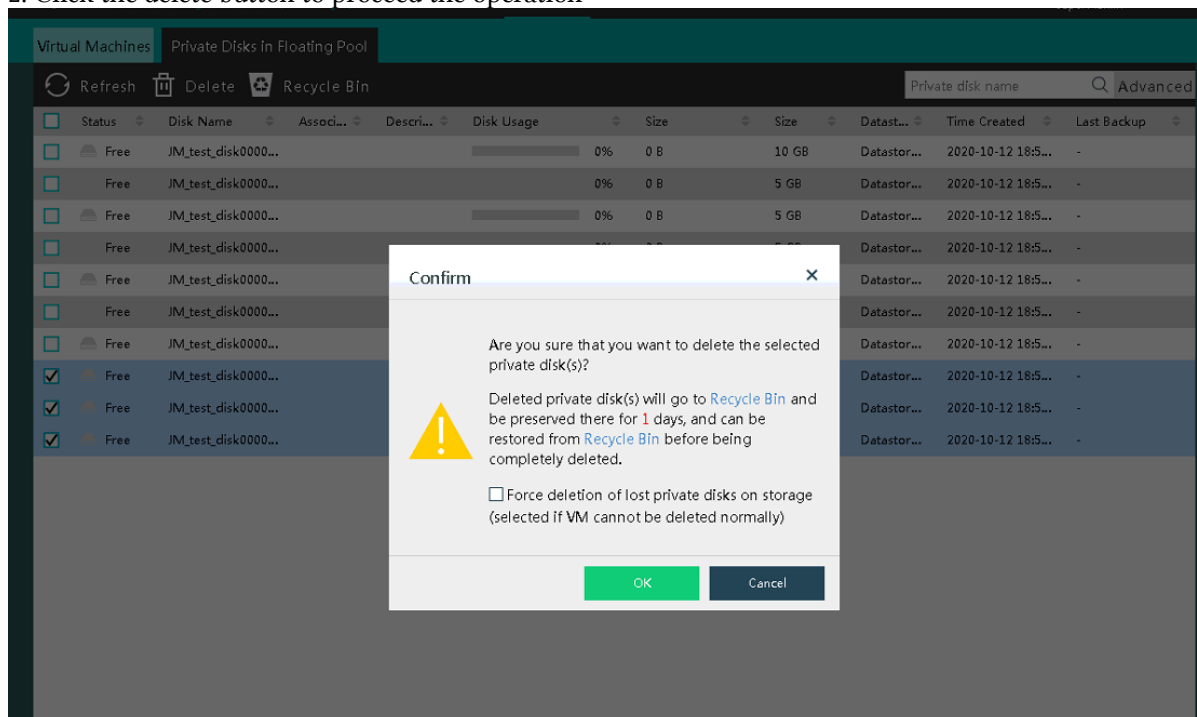 2. Click the delete button to proceed the operation
Virtual Machines Private Disks in Floating Pool
Refresh Delete Recycle Bin Private disk name Advanced
Status Disk Name Associ... Descri... Disk Usage Size Size Datast... Time Created Last Backup
Free JM_test_disk0000... 0% 0 B 10 GB Datastor... 2020-10-12 18:5... -
Free JM_test_disk0000... 0% 0 B 5 GB Datastor... 2020-10-12 18:5... -
Free JM_test_disk0000... 0% 0 B 5 GB Datastor... 2020-10-12 18:5... -
Free JM_test_disk0000... Datastor... 2020-10-12 18:5... -
Free JM_test_disk0000... Datastor... 2020-10-12 18:5... -
Free JM_test_disk0000... Datastor... 2020-10-12 18:5... -
Free JM_test_disk0000... Datastor... 2020-10-12 18:5... -
Free JM_test_disk0000... Datastor... 2020-10-12 18:5... -
Free JM_test_disk0000... Datastor... 2020-10-12 18:5... -
Free JM_test_disk0000... Datastor... 2020-10-12 18:5... -
Confirm
Are you sure that you want to delete the selected
private disk(s)?
Deleted private disk(s) will go to Recycle Bin and
be preserved there for 1 days, and can be
restored from Recycle Bin before being
completely deleted.
Force deletion of lost private disks on storage
(selected if VM cannot be deleted normally)
OK Cancel